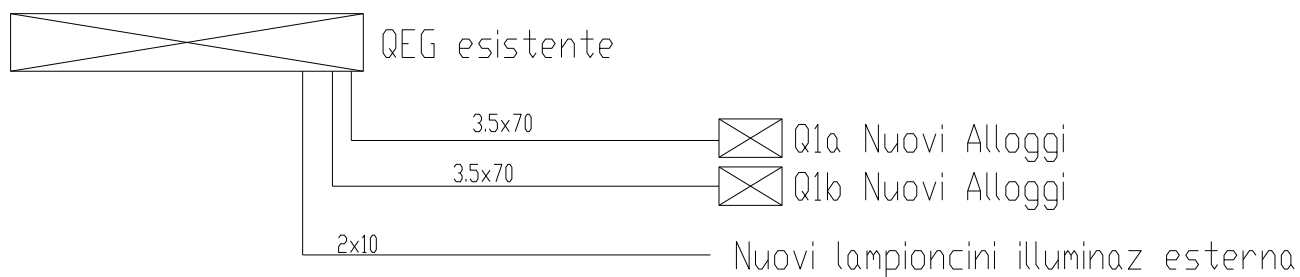 QEG esistente
3.5x70
Q1a Nuovi Alloggi
3.5x70
Q1b Nuovi Alloggi
2x10
Nuovi lampioncini illuminaz esterna